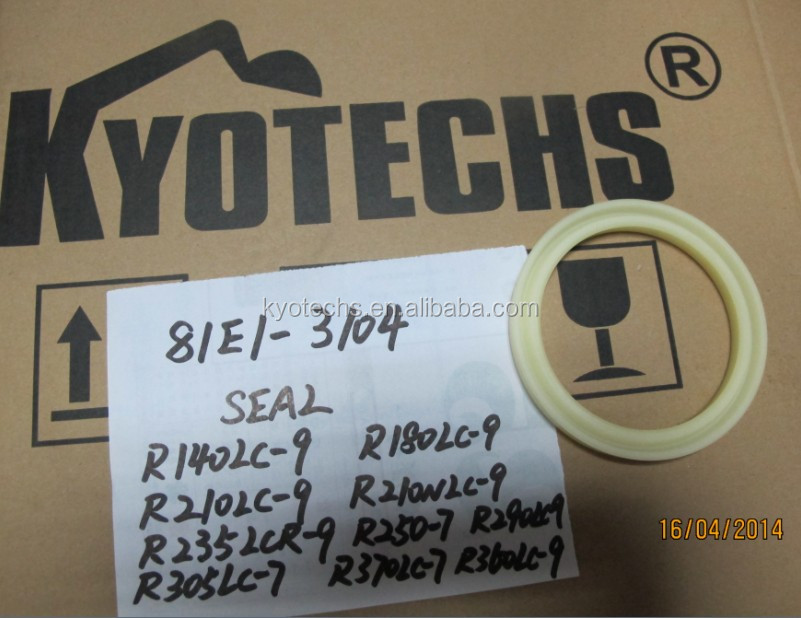 KYOTECHS ®
kyotechs.en.alibaba.com
81E1-3104
SEAL
R140LC-9 R180LC-9
R210LC-9 R210NLC-9
R235LCR-9 R250-7 R290LC-9
R305LC-7 R370LC-7 R360LC-9
16/04/2014